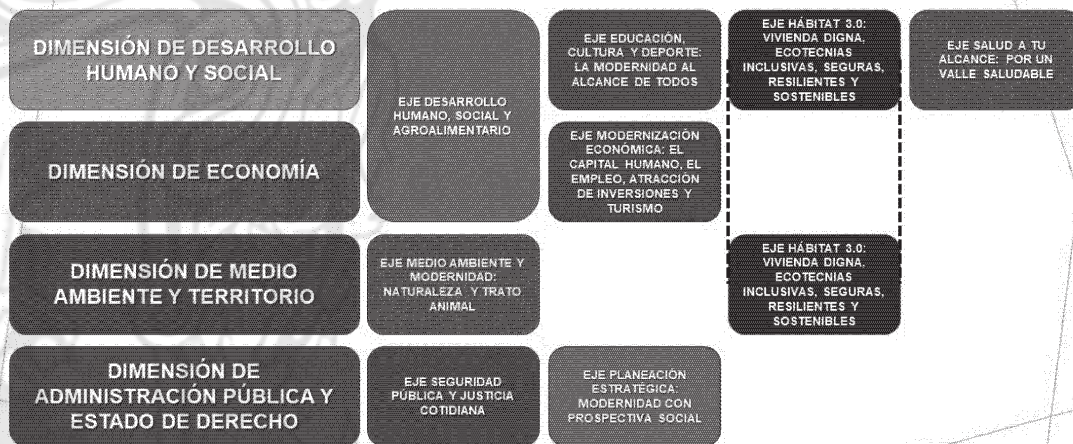 DIMENSIÓN DE DESARROLLO
HUMANO Y SOCIAL
EJE DESARROLLO
HUMANO, SOCIAL Y
AGROALIMENTARIO
EJE EDUCACIÓN,
CULTURA Y DEPORTE:
LA MODERNIDAD AL
ALCANCE DE TODOS
EJE HÁBITAT 3.0:
VIVIENDA DIGNA,
ECOTECNIAS
INCLUSIVAS, SEGURAS,
RESILIENTES Y
SOSTENIBLES
EJE SALUD A TU
ALCANCE: POR UN
VALLE SALUDABLE
DIMENSIÓN DE ECONOMÍA
EJE MODERNIZACIÓN
ECONÓMICA: EL
CAPITAL HUMANO, EL
EMPLEO, ATRACCIÓN
DE INVERSIONES Y
TURISMO
DIMENSIÓN DE MEDIO
AMBIENTE Y TERRITORIO
EJE MEDIO AMBIENTE Y
MODERNIDAD:
NATURALEZA Y TRATO
ANIMAL
EJE HÁBITAT 3.0:
VIVIENDA DIGNA,
ECOTECNIAS
INCLUSIVAS, SEGURAS,
RESILIENTES Y
SOSTENIBLES
DIMENSIÓN DE
ADMINISTRACIÓN PÚBLICA Y
ESTADO DE DERECHO
EJE SEGURIDAD
PÚBLICA Y JUSTICIA
COTIDIANA
EJE PLANEACIÓN
ESTRATÉGICA:
MODERNIDAD CON
PROSPECTIVA SOCIAL